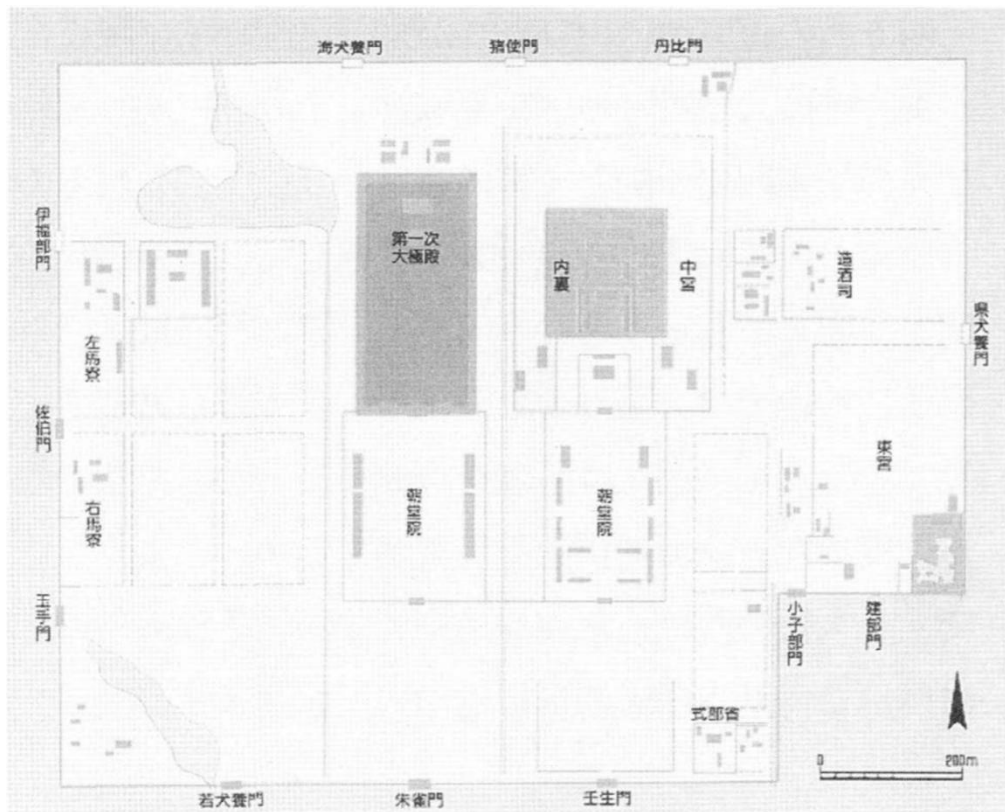 海犬養門
猪使門
丹比門
伊福部門
第一次
大極殿
内裏
中宮
造酒司
県犬養門
左馬寮
佐伯門
東宮
朝堂院
朝堂院
右馬寮
玉手門
小子部門
建部門
式部省
0
200m
若犬養門
朱雀門
壬生門